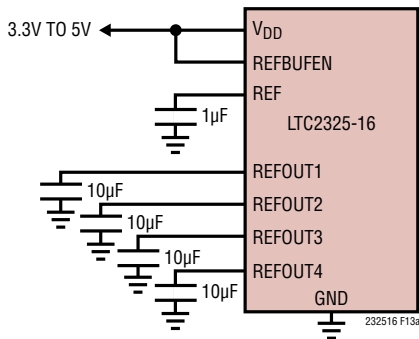 3.3V TO 5V
VDD
REFBUFEN
REF
1µF
LTC2325-16
REFOUT1
10µF
REFOUT2
10µF
REFOUT3
10µF
REFOUT4
10µF
GND
232516 F13a